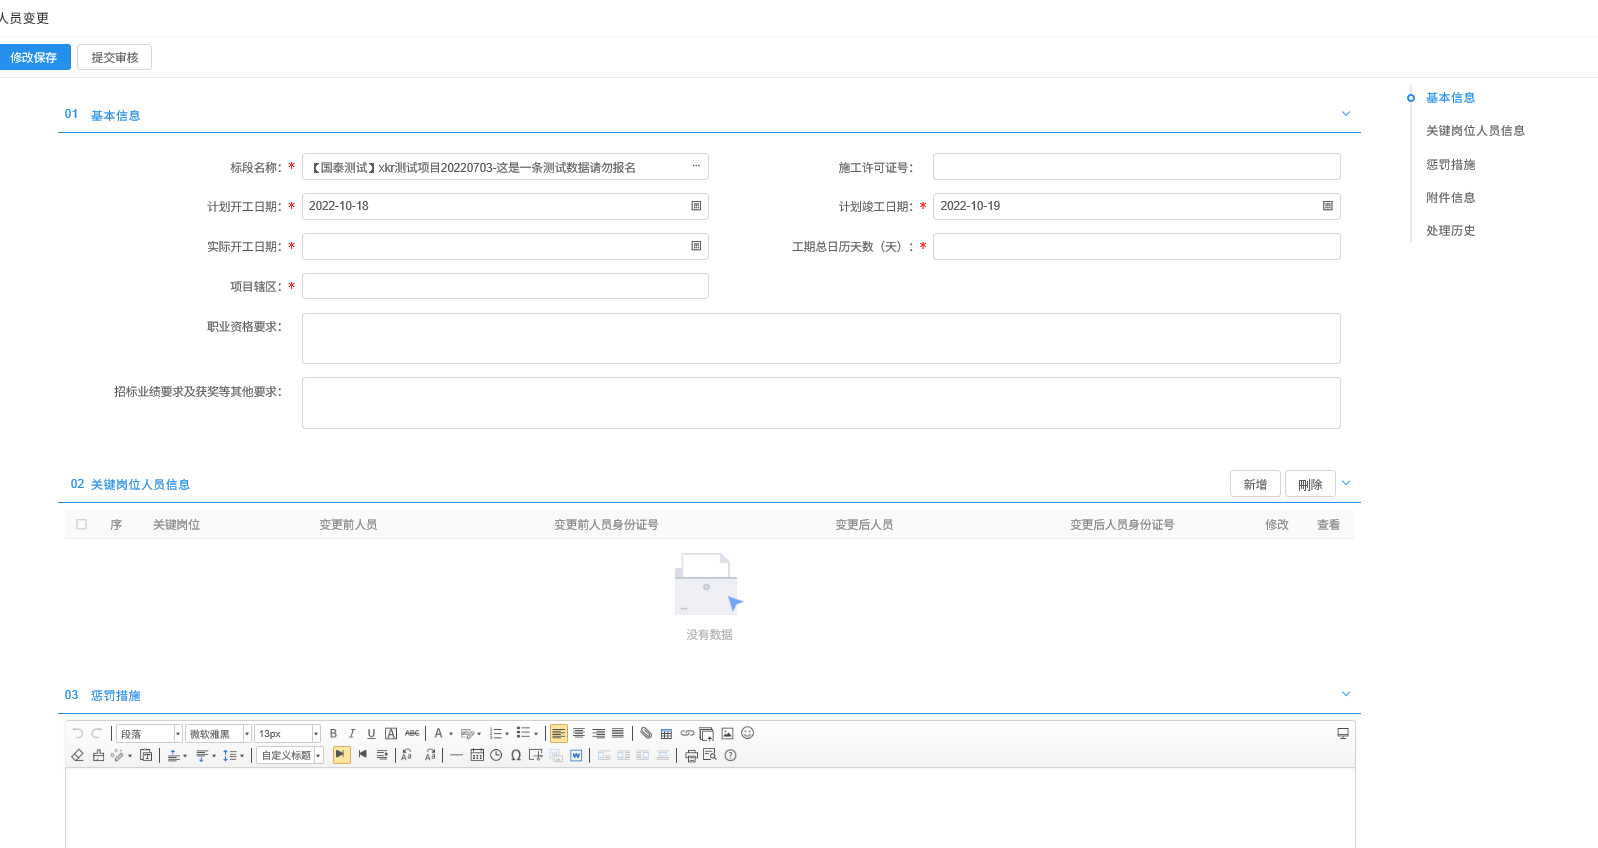 人员变更
修改保存 提交审核
01 基本信息
标段名称：* 【国泰测试】xkr测试项目20220703-这是一条测试数据请勿报名 ... 施工许可证号：
计划开工日期：* 2022-10-18 计划竣工日期：* 2022-10-19
实际开工日期：* 工期总日历天数（天）：*
项目辖区：*
职业资格要求：
招标业绩要求及获奖等其他要求：
02 关键岗位人员信息 新增 刪除
序 关键岗位 变更前人员 变更前人员身份证号 变更后人员 变更后人员身份证号 修改 查看
没有数据
03 惩罚措施
段落 微软雅黑 13px B I U A ABC A
自定义标题
基本信息
关键岗位人员信息
惩罚措施
附件信息
处理历史